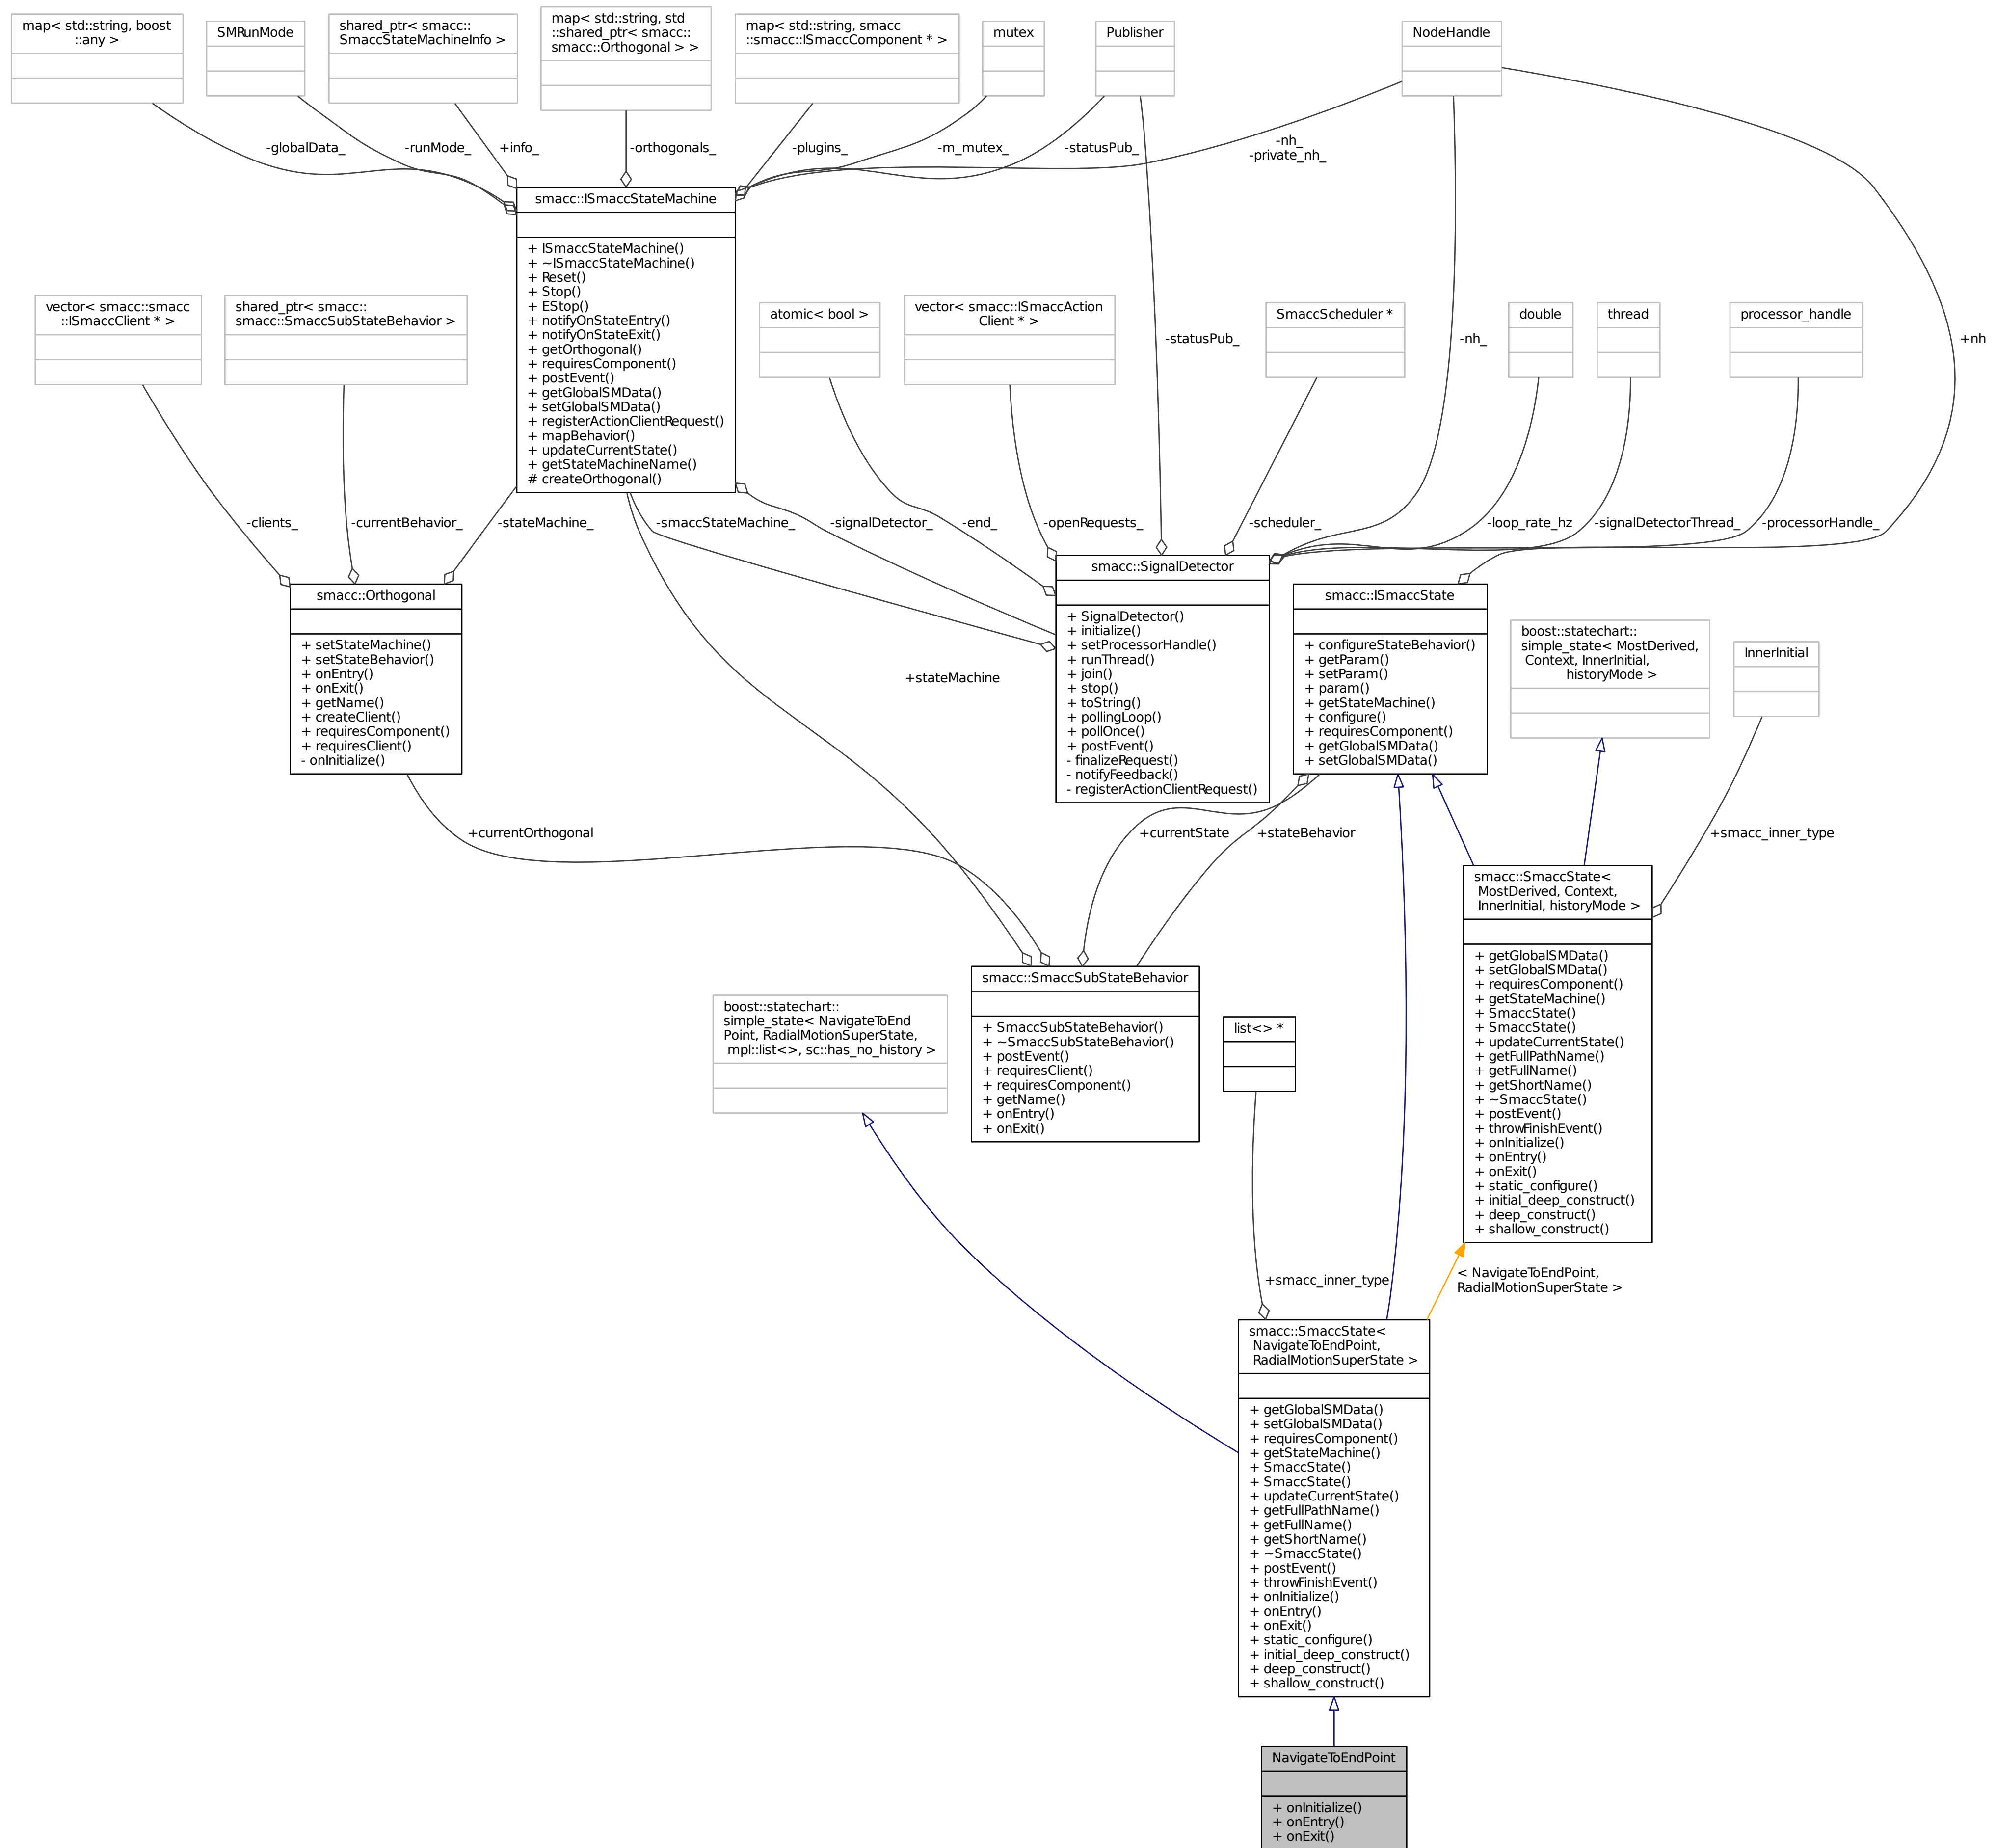 map< std::string, boost
::any >
SMRunMode
shared_ptr< smacc::
SmaccStateMachineInfo >
map< std::string, std
::shared_ptr< smacc::
smacc::Orthogonal > >
map< std::string, smacc
::smacc::ISmaccComponent * >
mutex
Publisher
NodeHandle
-globalData_
-runMode_
+info_
-orthogonals_
-plugins_
-m_mutex_
-statusPub_
-nh_
-private_nh_
smacc::ISmaccStateMachine
+ ISmaccStateMachine()
+ ~ISmaccStateMachine()
+ Reset()
+ Stop()
+ EStop()
+ notifyOnStateEntry()
+ notifyOnStateExit()
+ getOrthogonal()
+ requiresComponent()
+ postEvent()
+ getGlobalSMData()
+ setGlobalSMData()
+ registerActionClientRequest()
+ mapBehavior()
+ updateCurrentState()
+ getStateMachineName()
# createOrthogonal()
vector< smacc::smacc
::ISmaccClient * >
shared_ptr< smacc::
smacc::SmaccSubStateBehavior >
atomic< bool >
vector< smacc::ISmaccAction
Client * >
SmaccScheduler *
double
thread
processor_handle
-statusPub_
-nh_
+nh
-clients_
-currentBehavior_
-stateMachine_
-smaccStateMachine_
-signalDetector_
-end_
-openRequests_
-scheduler_
-loop_rate_hz
-signalDetectorThread_
-processorHandle_
smacc::Orthogonal
+ setStateMachine()
+ setStateBehavior()
+ onEntry()
+ onExit()
+ getName()
+ createClient()
+ requiresComponent()
+ requiresClient()
- onInitialize()
smacc::SignalDetector
+ SignalDetector()
+ initialize()
+ setProcessorHandle()
+ runThread()
+ join()
+ stop()
+ toString()
+ pollingLoop()
+ pollOnce()
+ postEvent()
- finalizeRequest()
- notifyFeedback()
- registerActionClientRequest()
smacc::ISmaccState
+ configureStateBehavior()
+ getParam()
+ setParam()
+ param()
+ getStateMachine()
+ configure()
+ requiresComponent()
+ getGlobalSMData()
+ setGlobalSMData()
boost::statechart::
simple_state< MostDerived,
Context, InnerInitial,
historyMode >
InnerInitial
+stateMachine
+currentOrthogonal
+currentState
+stateBehavior
+smacc_inner_type
smacc::SmaccState<
MostDerived, Context,
InnerInitial, historyMode >
+ getGlobalSMData()
+ setGlobalSMData()
+ requiresComponent()
+ getStateMachine()
+ SmaccState()
+ SmaccState()
+ updateCurrentState()
+ getFullPathName()
+ getFullName()
+ getShortName()
+ ~SmaccState()
+ postEvent()
+ throwFinishEvent()
+ onInitialize()
+ onEntry()
+ onExit()
+ static_configure()
+ initial_deep_construct()
+ deep_construct()
+ shallow_construct()
smacc::SmaccSubStateBehavior
+ SmaccSubStateBehavior()
+ ~SmaccSubStateBehavior()
+ postEvent()
+ requiresClient()
+ requiresComponent()
+ getName()
+ onEntry()
+ onExit()
boost::statechart::
simple_state< NavigateToEnd
Point, RadialMotionSuperState,
mpl::list<>, sc::has_no_history >
list<> *
+smacc_inner_type
< NavigateToEndPoint,
RadialMotionSuperState >
smacc::SmaccState<
NavigateToEndPoint,
RadialMotionSuperState >
+ getGlobalSMData()
+ setGlobalSMData()
+ requiresComponent()
+ getStateMachine()
+ SmaccState()
+ SmaccState()
+ updateCurrentState()
+ getFullPathName()
+ getFullName()
+ getShortName()
+ ~SmaccState()
+ postEvent()
+ throwFinishEvent()
+ onInitialize()
+ onEntry()
+ onExit()
+ static_configure()
+ initial_deep_construct()
+ deep_construct()
+ shallow_construct()
NavigateToEndPoint
+ onInitialize()
+ onEntry()
+ onExit()